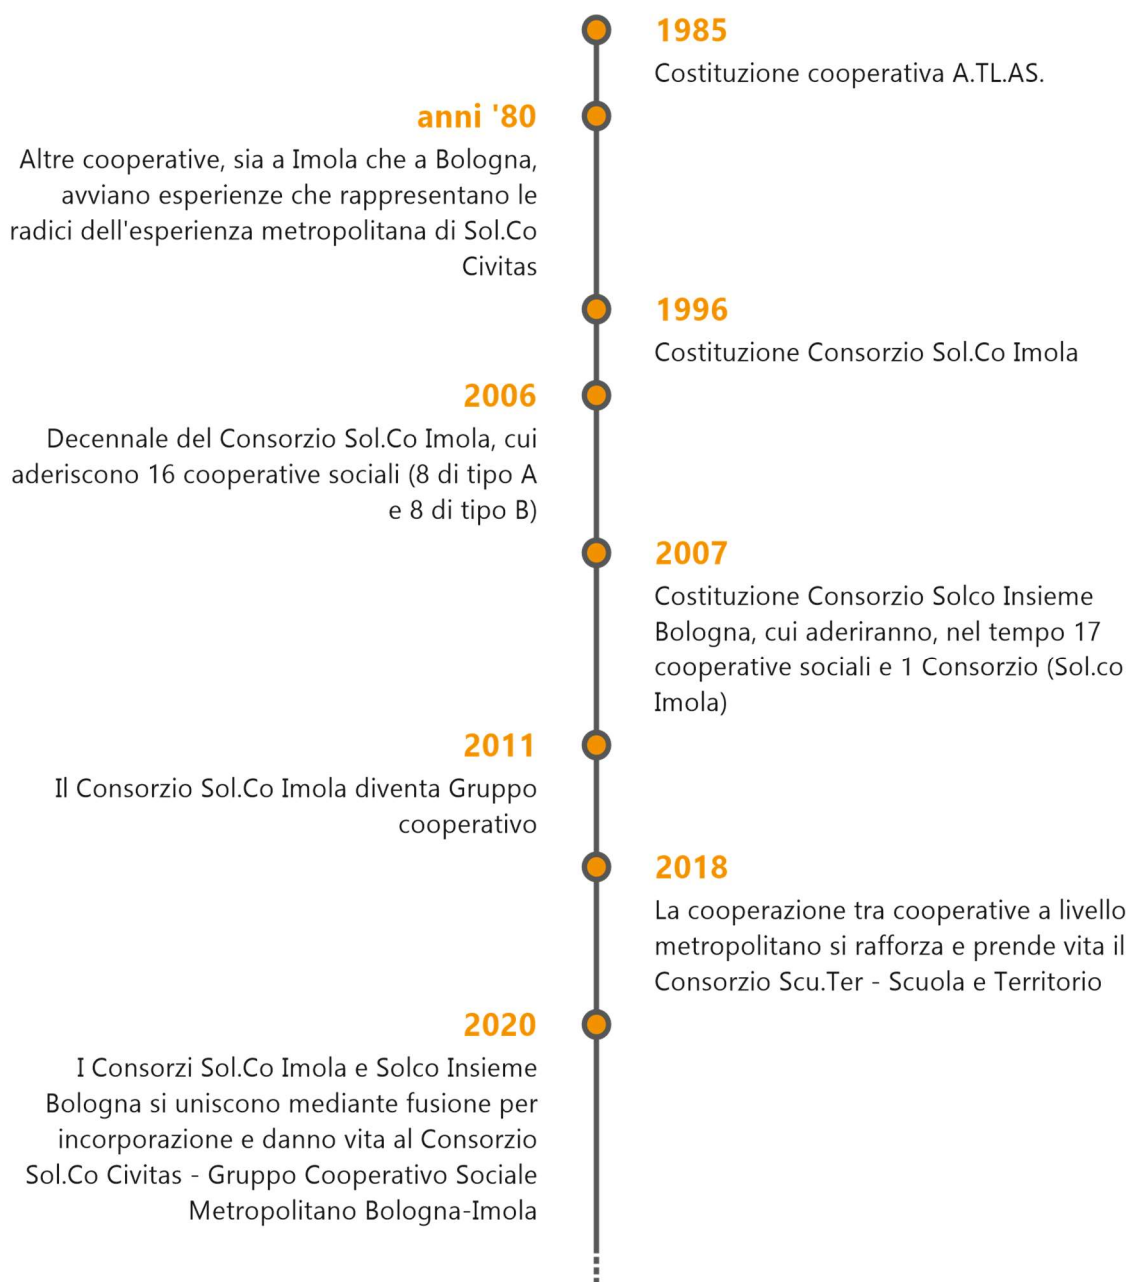 1985
Costituzione cooperativa A.TL.AS.
anni '80
Altre cooperative, sia a Imola che a Bologna,
avviano esperienze che rappresentano le
radici dell'esperienza metropolitana di Sol.Co
Civitas
1996
Costituzione Consorzio Sol.Co Imola
2006
Decennale del Consorzio Sol.Co Imola, cui
aderiscono 16 cooperative sociali (8 di tipo A
e 8 di tipo B)
2007
Costituzione Consorzio Solco Insieme
Bologna, cui aderiranno, nel tempo 17
cooperative sociali e 1 Consorzio (Sol.co
Imola)
2011
Il Consorzio Sol.Co Imola diventa Gruppo
cooperativo
2018
La cooperazione tra cooperative a livello
metropolitano si rafforza e prende vita il
Consorzio Scu.Ter - Scuola e Territorio
2020
I Consorzi Sol.Co Imola e Solco Insieme
Bologna si uniscono mediante fusione per
incorporazione e danno vita al Consorzio
Sol.Co Civitas - Gruppo Cooperativo Sociale
Metropolitano Bologna-Imola